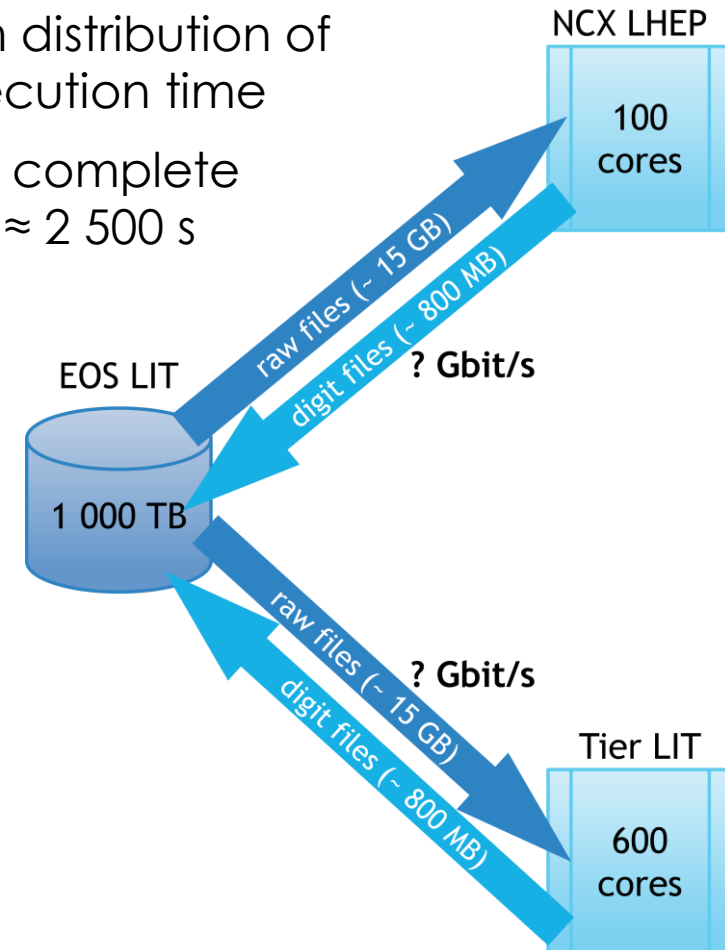 distribution of
ecution time
complete
≈ 2 500 s
NCX LHEP
100
cores
raw files (~ 15 GB)
digit files (~ 800 MB)
? Gbit/s
EOS LIT
1 000 TB
raw files (~ 15 GB)
digit files (~ 800 MB)
? Gbit/s
Tier LIT
600
cores